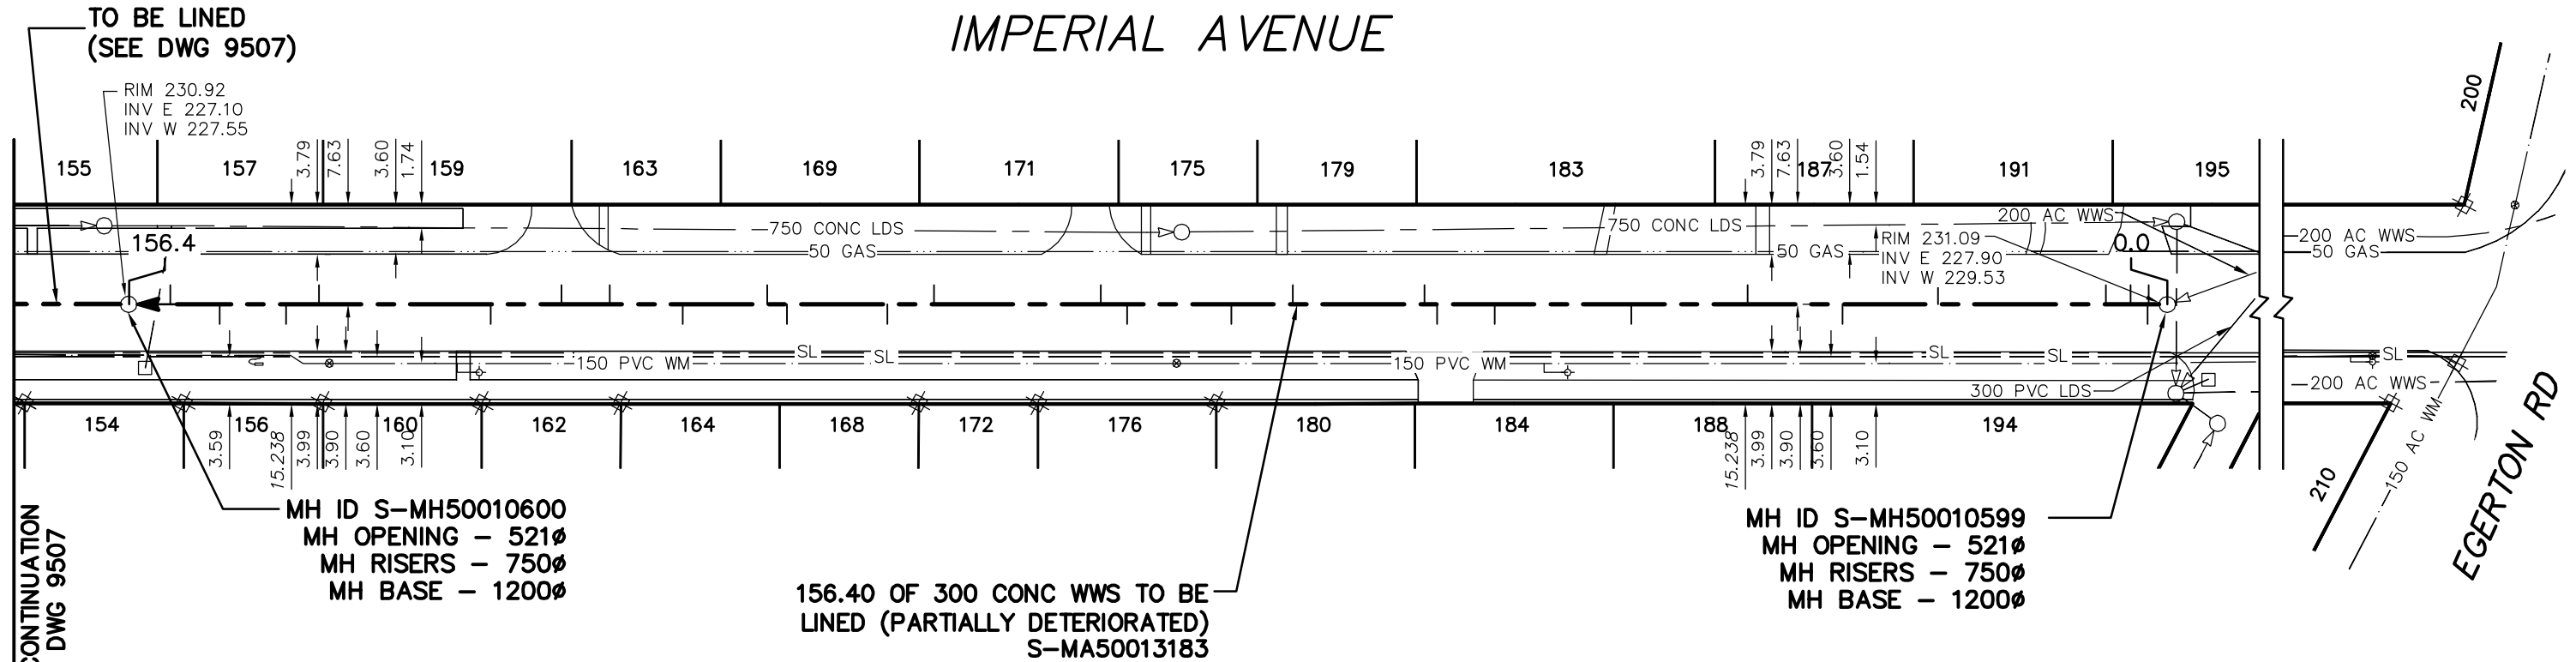 IMPERIAL AVENUE
TO BE LINED
(SEE DWG 9507)
RIM 230.92
INV E 227.10
INV W 227.55
155
157
3.79
7.63
3.60
1.74
159
163
169
171
175
179
183
3.79
7.63
187
3.60
1.54
191
195
200
750 CONC LDS
750 CONC LDS
200 AC WWS
200 AC WWS
50 GAS
50 GAS
50 GAS
156.4
RIM 231.09
INV E 227.90
INV W 229.53
0.0
SL
SL
SL
SL
SL
150 PVC WM
150 PVC WM
300 PVC LDS
200 AC WWS
150 AC WM
154
3.59
156
15.238
3.99
3.90
160
3.60
3.10
162
164
168
172
176
180
184
188
15.238
3.99
3.90
3.60
3.10
194
210
EGERTON RD
CONTINUATION
DWG 9507
MH ID S-MH50010600
MH OPENING - 521ø
MH RISERS - 750ø
MH BASE - 1200ø
156.40 OF 300 CONC WWS TO BE
LINED (PARTIALLY DETERIORATED)
S-MA50013183
MH ID S-MH50010599
MH OPENING - 521ø
MH RISERS - 750ø
MH BASE - 1200ø